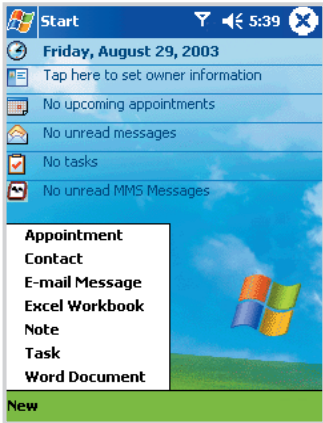 Start 5:39
Friday, August 29, 2003
Tap here to set owner information
No upcoming appointments
No unread messages
No tasks
No unread MMS Messages
Appointment
Contact
E-mail Message
Excel Workbook
Note
Task
Word Document
New